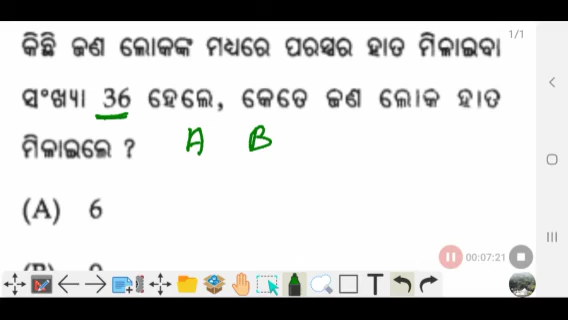 କିଛି ଜଣ ଲୋକଙ୍କ ମଧ୍ୟରେ ପରସ୍ପର ହାତ ମିଳାଇବା
1/1
ସଂଖ୍ୟା 36 ହେଲେ, କେତେ ଜଣ ଲୋକ ହାତ
ମିଳାଇଲେ ? A B
(A) 6
00:07:21
T